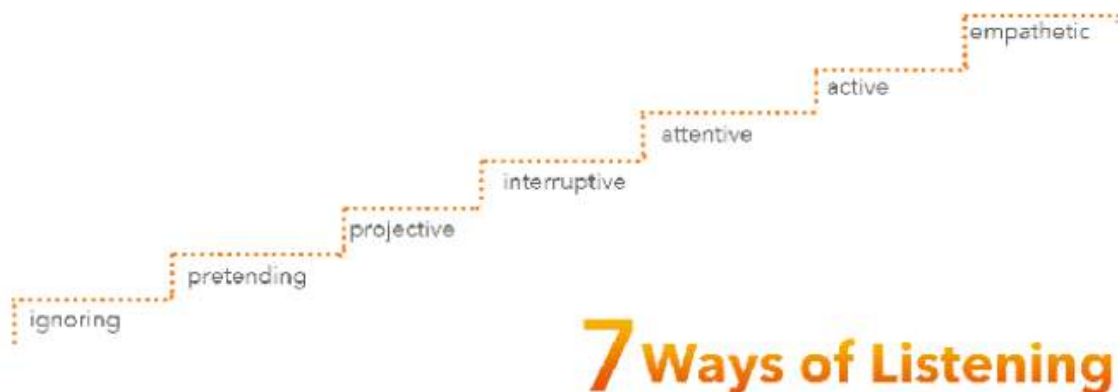 empathetic
active
attentive
interruptive
projective
pretending
ignoring
7 Ways of Listening